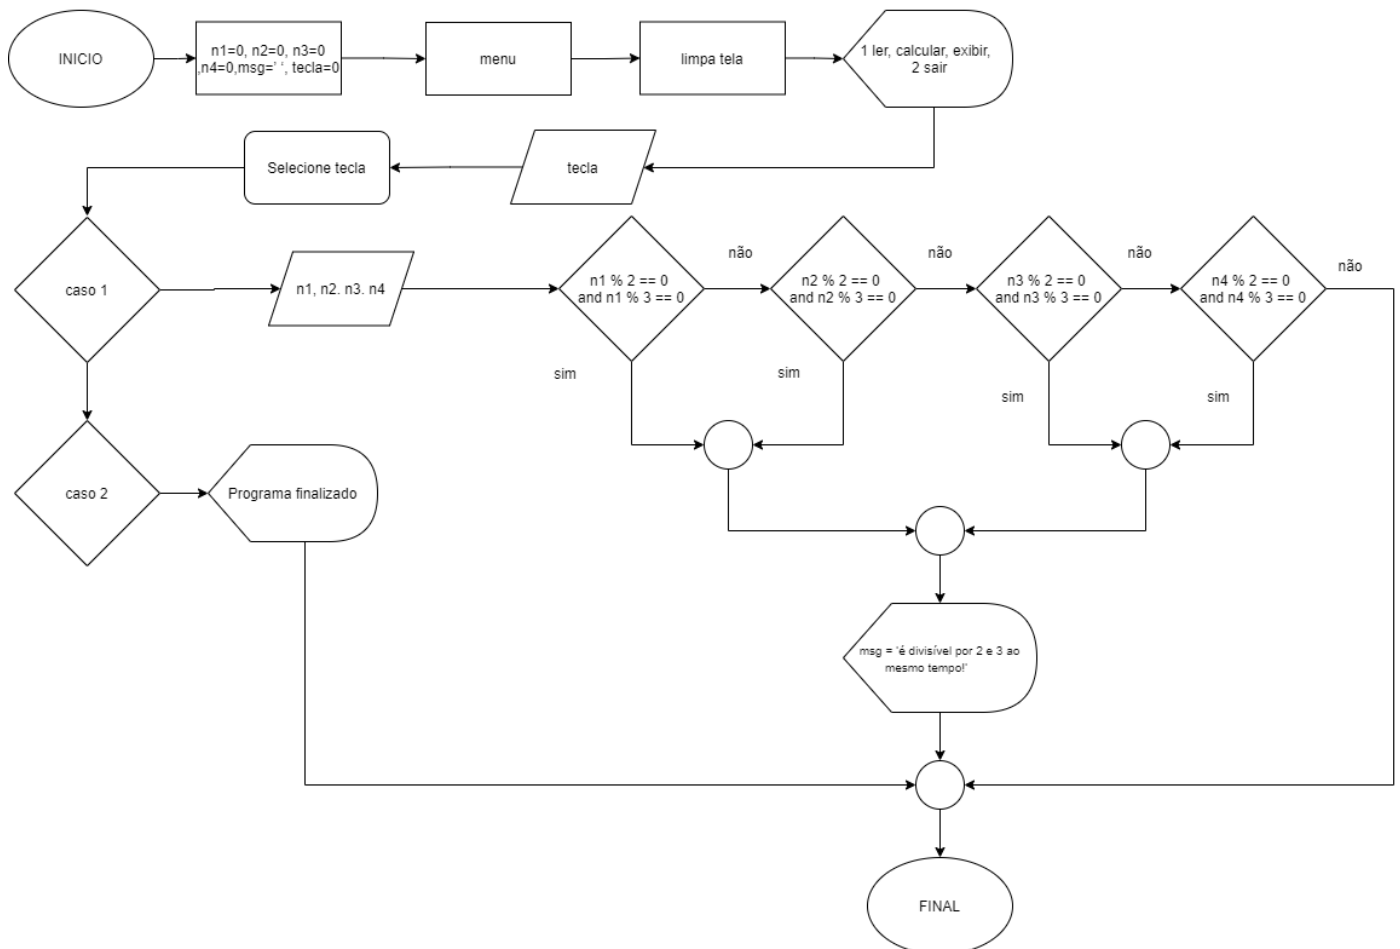 INICIO
n1=0, n2=0, n3=0
,n4=0,msg=' ', tecla=0
menu
limpa tela
1 ler, calcular, exibir,
2 sair
Selecione tecla
tecla
caso 1
n1, n2. n3. n4
n1 % 2 == 0
and n1 % 3 == 0
não
n2 % 2 == 0
and n2 % 3 == 0
não
n3 % 2 == 0
and n3 % 3 == 0
não
n4 % 2 == 0
and n4 % 3 == 0
não
sim
sim
sim
sim
caso 2
Programa finalizado
msg = 'é divisível por 2 e 3 ao
mesmo tempo!'
FINAL